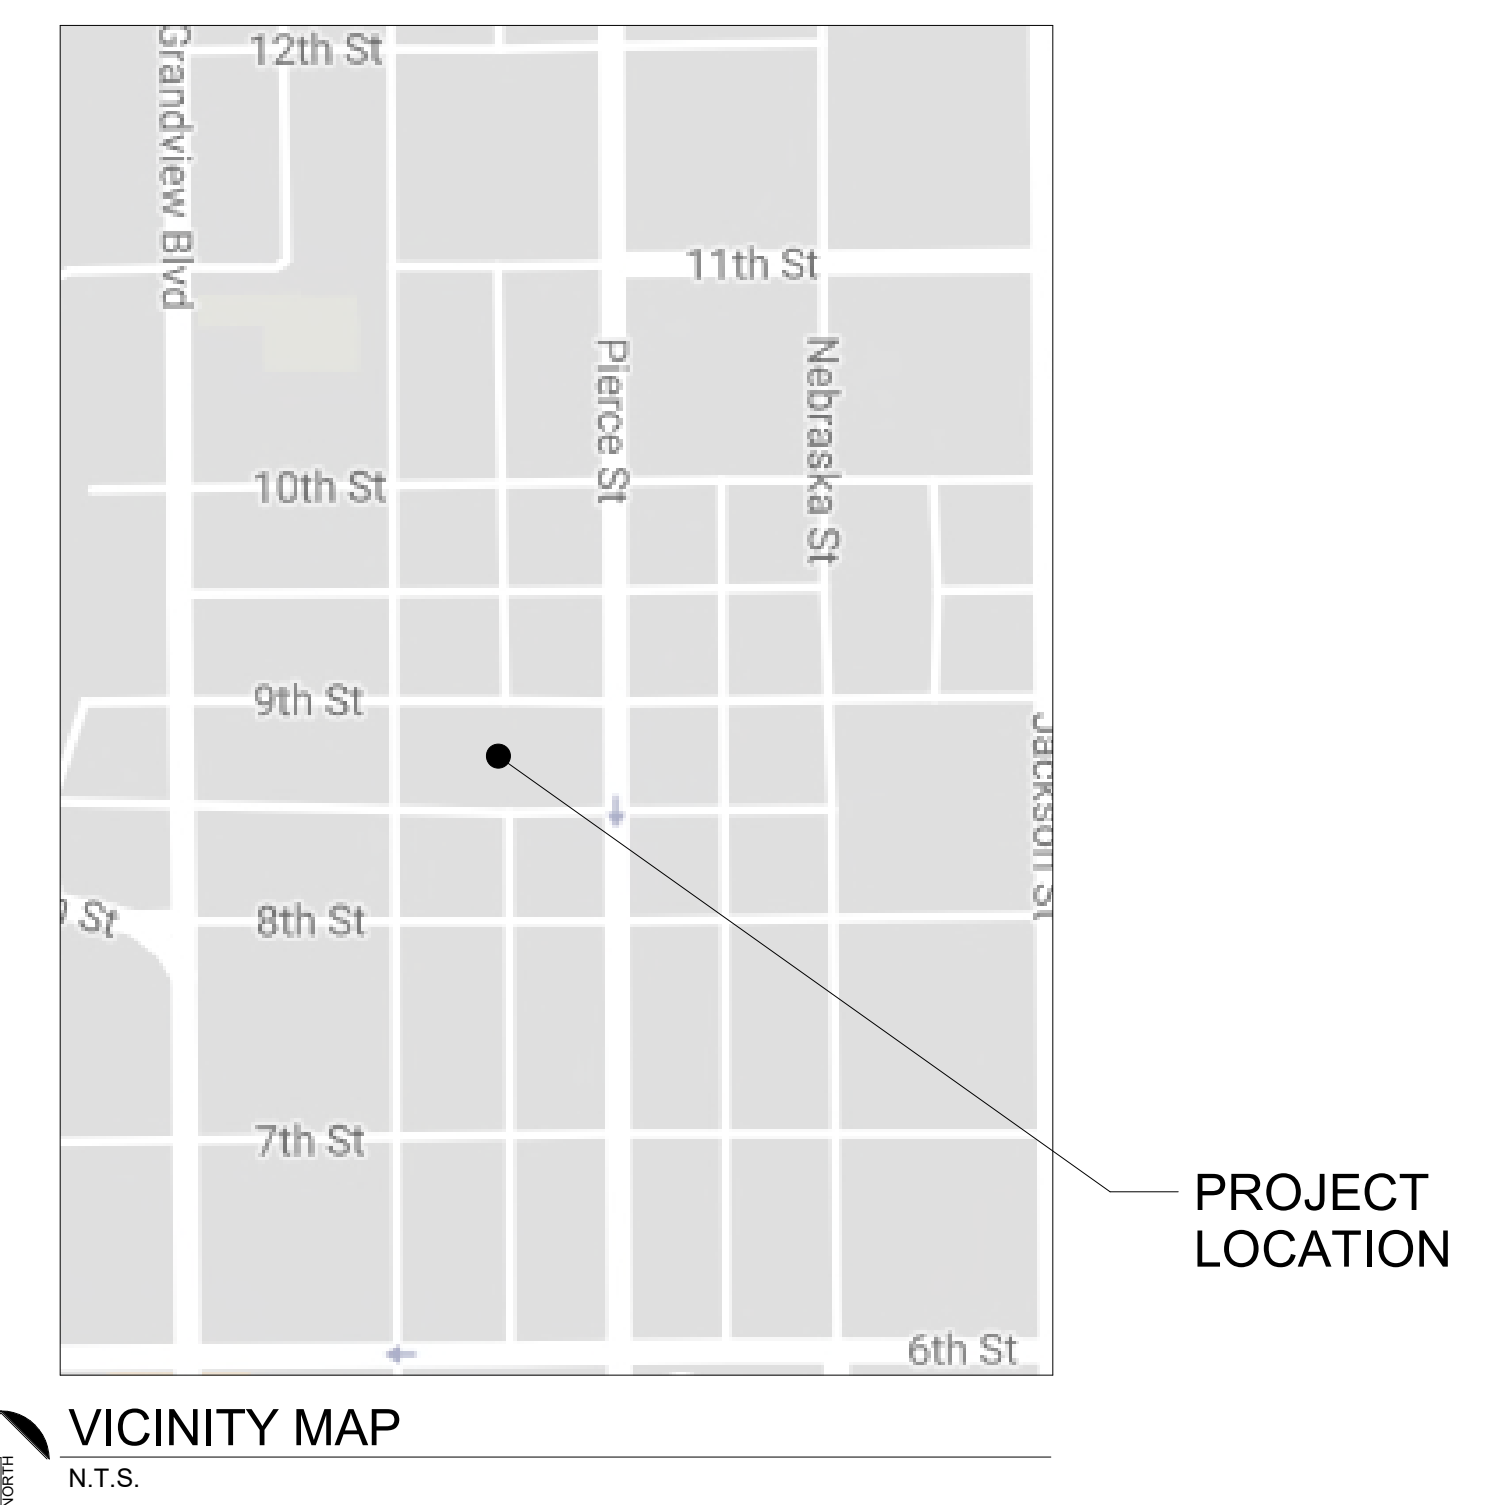 12th St
Grandview Blvd
11th St
Pierce St
Nebraska St
10th St
9th St
Jackson St
St
8th St
7th St
PROJECT
LOCATION
6th St
VICINITY MAP
N.T.S.
NORTH